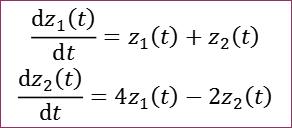 dz₁(t)/dt = z₁(t) + z₂(t)
dz₂(t)/dt = 4z₁(t) − 2z₂(t)